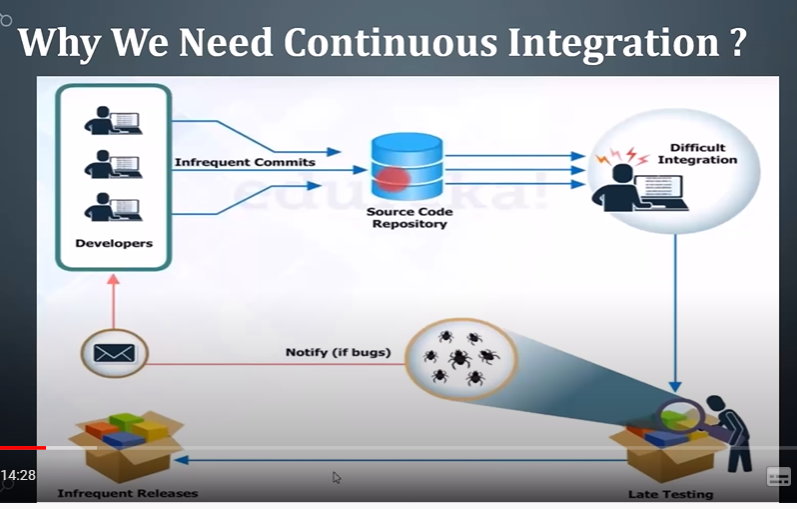 Why We Need Continuous Integration ?
Infrequent Commits
Developers
Source Code
Repository
Difficult
Integration
edureka!
Notify (if bugs)
Late Testing
Infrequent Releases
14:28